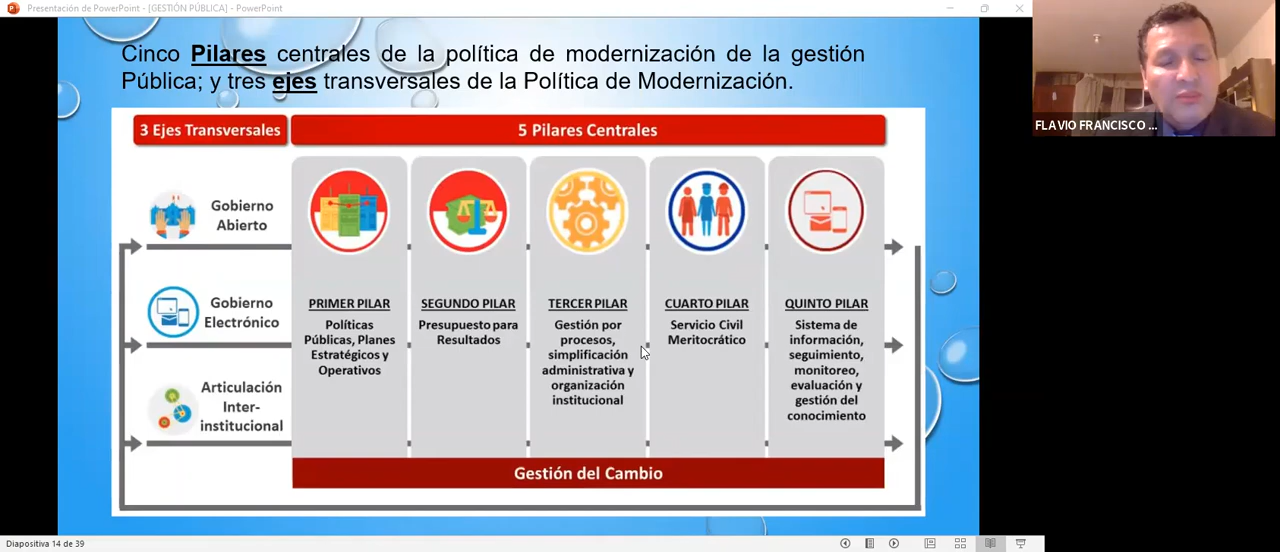 Presentación de PowerPoint - [GESTIÓN PÚBLICA] - PowerPoint
Cinco Pilares centrales de la política de modernización de la gestión
Pública; y tres ejes transversales de la Política de Modernización.
3 Ejes Transversales
5 Pilares Centrales
Gobierno
Abierto
Gobierno
Electrónico
Articulación
Inter-
institucional
PRIMER PILAR
Políticas
Públicas, Planes
Estratégicos y
Operativos
SEGUNDO PILAR
Presupuesto para
Resultados
TERCER PILAR
Gestión por
procesos,
simplificación
administrativa y
organización
institucional
CUARTO PILAR
Servicio Civil
Meritocrático
QUINTO PILAR
Sistema de
información,
seguimiento,
monitoreo,
evaluación y
gestión del
conocimiento
Gestión del Cambio
FLAVIO FRANCISCO ...
Diapositiva 14 de 39